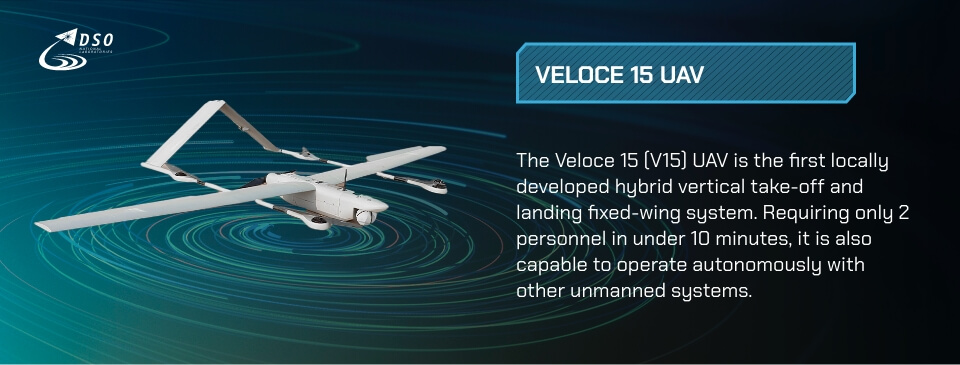 DSO
NATIONAL
LABORATORIES
VELOCE 15 UAV
The Veloce 15 (V15) UAV is the first locally
developed hybrid vertical take-off and
landing fixed-wing system. Requiring only 2
personnel in under 10 minutes, it is also
capable to operate autonomously with
other unmanned systems.